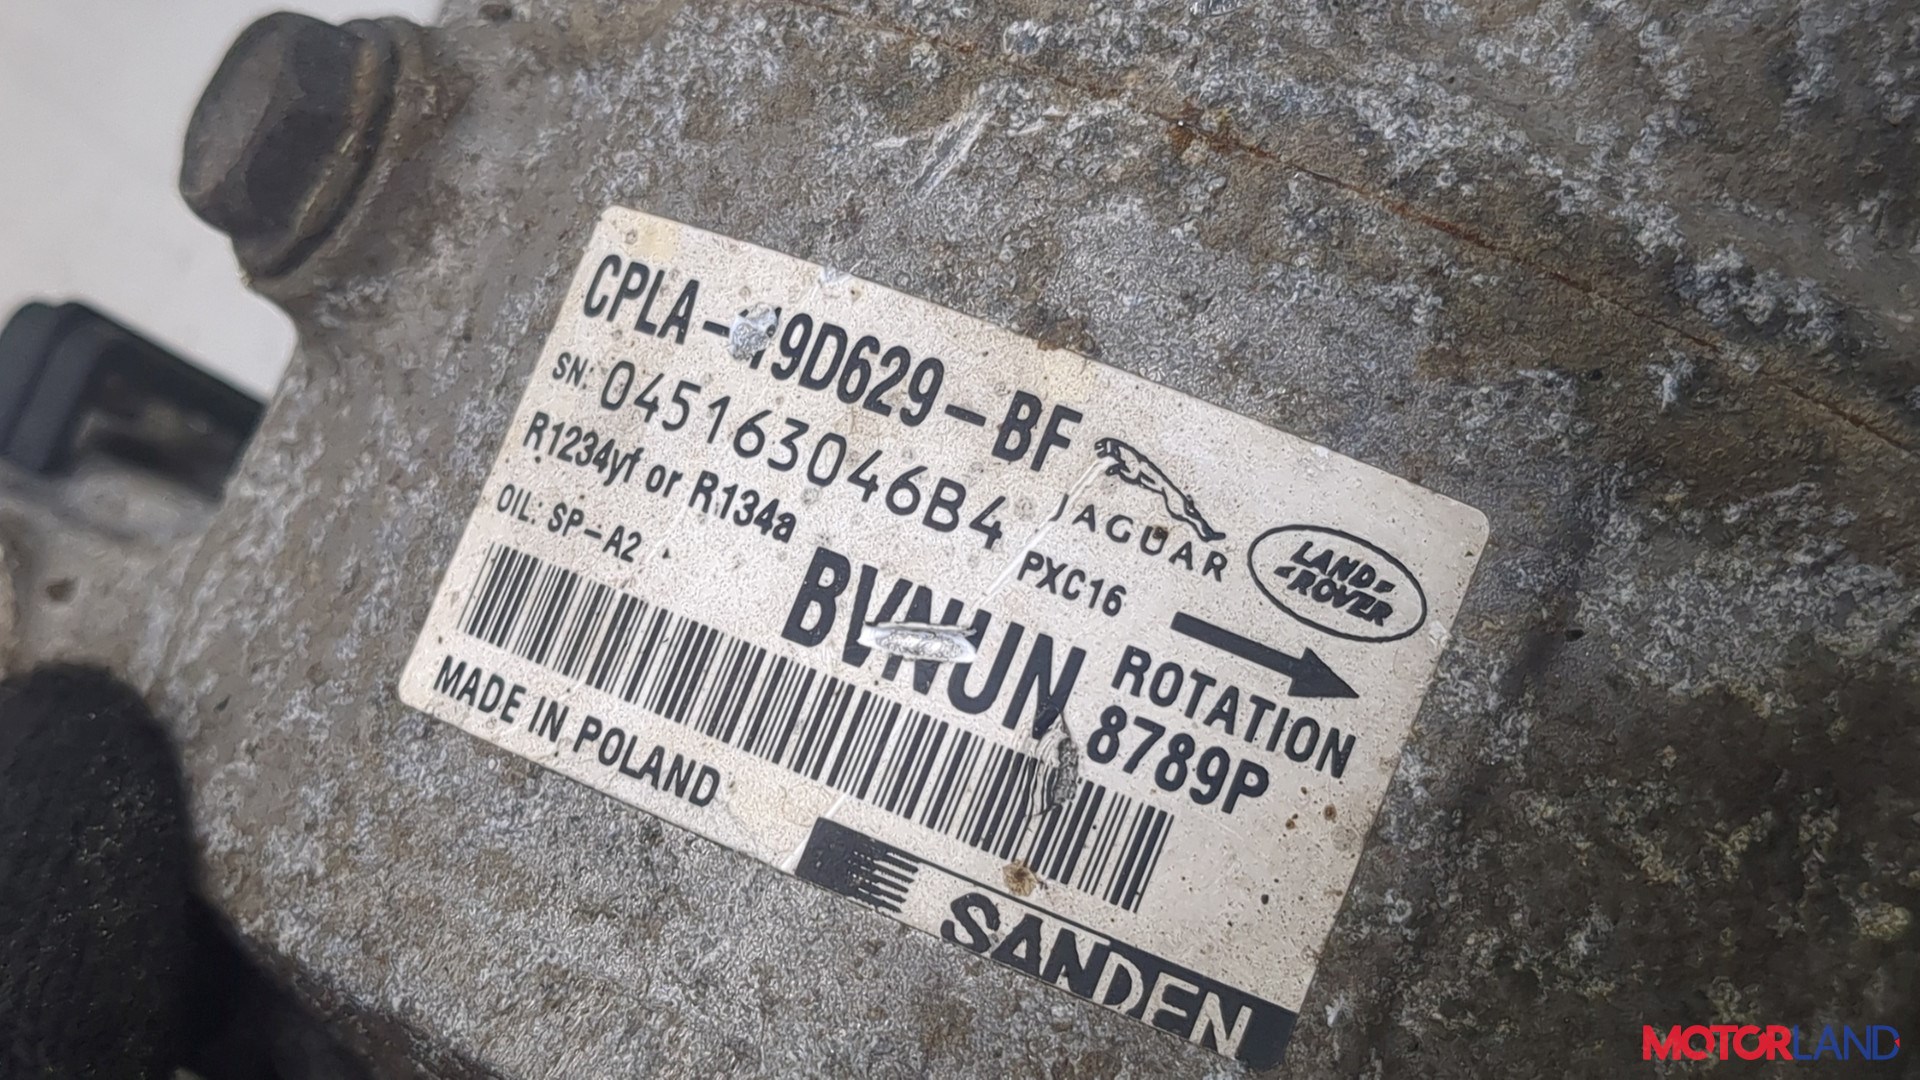 CPLA-19D629-BF
SN: 045163046B4
R1234yf or R134a
OIL: SP-A2
JAGUAR
LAND-
-ROVER
PXC16
BVNUN
ROTATION
8789P
MADE IN POLAND
SANDEN
MOTORLAND